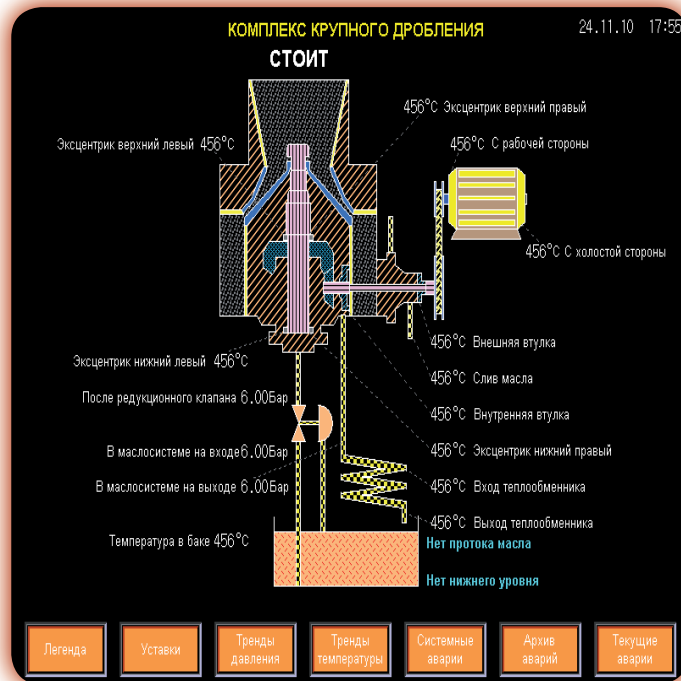 КОМПЛЕКС КРУПНОГО ДРОБЛЕНИЯ
24.11.10 17:55
СТОИТ
456°C Эксцентрик верхний правый
Эксцентрик верхний левый 456°C
456°C С рабочей стороны
456°C С холостой стороны
456°C Внешняя втулка
Эксцентрик нижний левый 456°C
456°C Слив масла
После редукционного клапана 6.00Бар
456°C Внутренняя втулка
В маслосистеме на входе 6.00Бар
456°C Эксцентрик нижний правый
В маслосистеме на выходе 6.00Бар
456°C Вход теплообменника
456°C Выход теплообменника
Температура в баке 456°C
Нет протока масла
Нет нижнего уровня
Легенда
Уставки
Тренды
давления
Тренды
температуры
Системные
аварии
Архив
аварий
Текущие
аварии